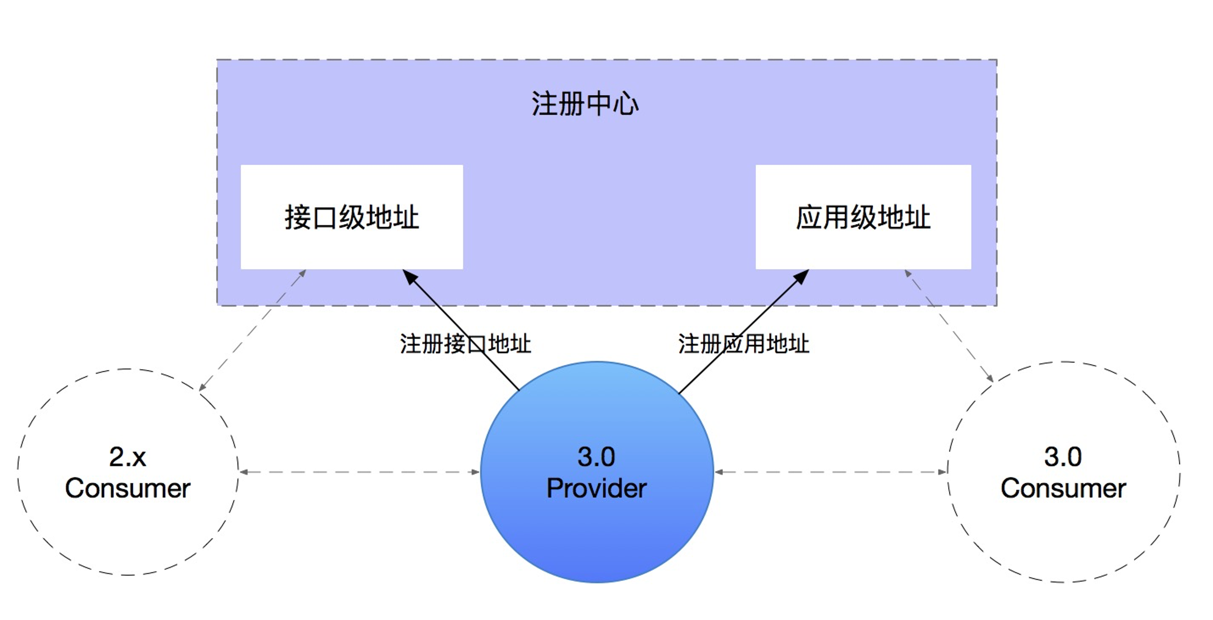 注册中心
接口级地址
应用级地址
注册接口地址
注册应用地址
2.x
Consumer
3.0
Provider
3.0
Consumer